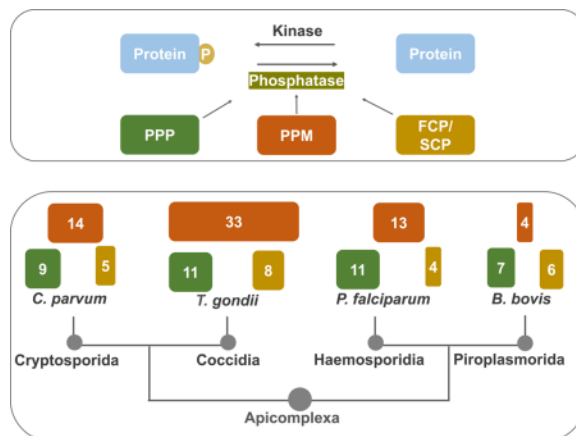 Kinase
Protein P Protein
Phosphatase
PPP PPM FCP/
SCP
14 33 13 4
9 5 11 8 11 4 7 6
C. parvum T. gondii P. falciparum B. bovis
Cryptosporida Coccidia Haemosporidia Piroplasmorida
Apicomplexa